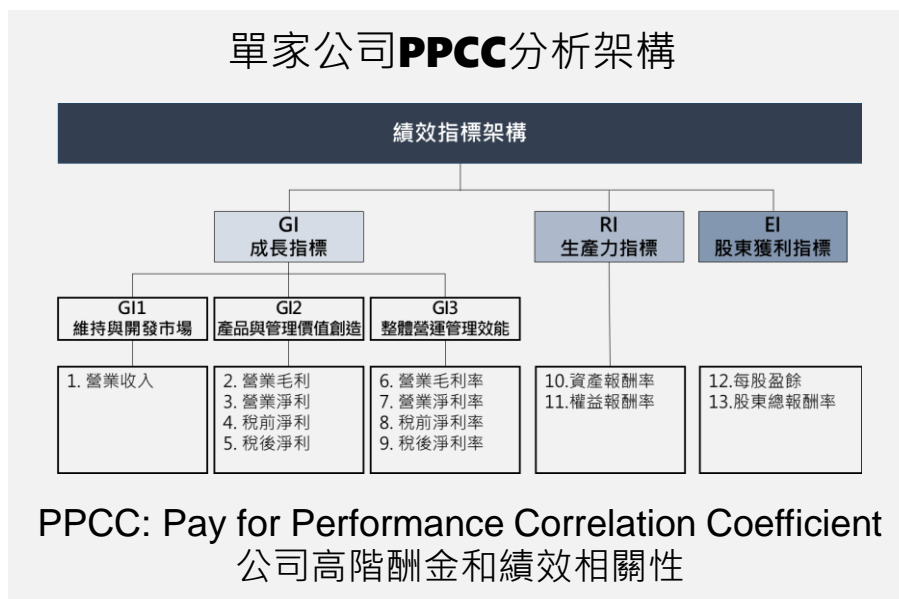 單家公司PPCC分析架構
績效指標架構
GI
成長指標
RI
生產力指標
EI
股東獲利指標
GI1
維持與開發市場
GI2
產品與管理價值創造
GI3
整體營運管理效能
1. 營業收入
2. 營業毛利
3. 營業淨利
4. 稅前淨利
5. 稅後淨利
6. 營業毛利率
7. 營業淨利率
8. 稅前淨利率
9. 稅後淨利率
10.資產報酬率
11.權益報酬率
12.每股盈餘
13.股東總報酬率
PPCC: Pay for Performance Correlation Coefficient
公司高階酬金和績效相關性